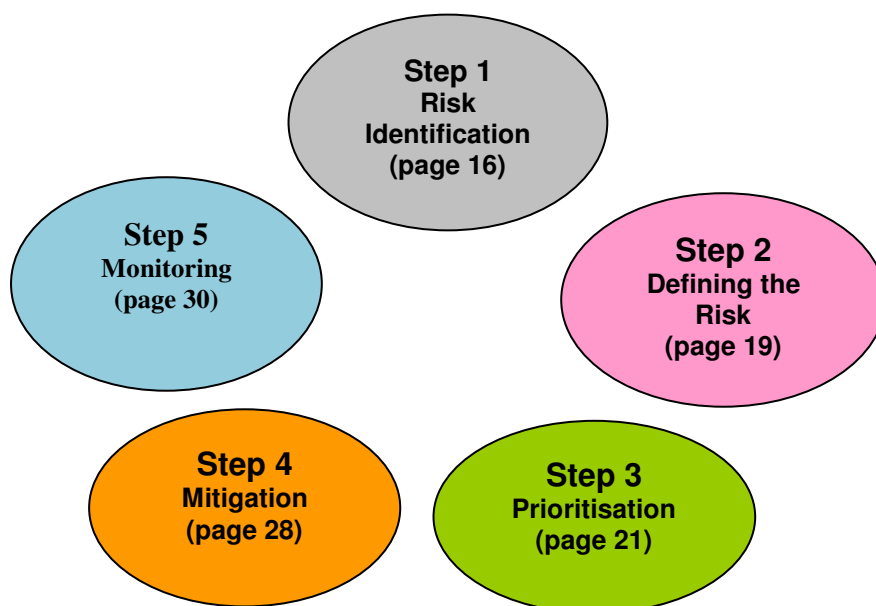 Step 1
Risk
Identification
(page 16)
Step 2
Defining the
Risk
(page 19)
Step 3
Prioritisation
(page 21)
Step 4
Mitigation
(page 28)
Step 5
Monitoring
(page 30)